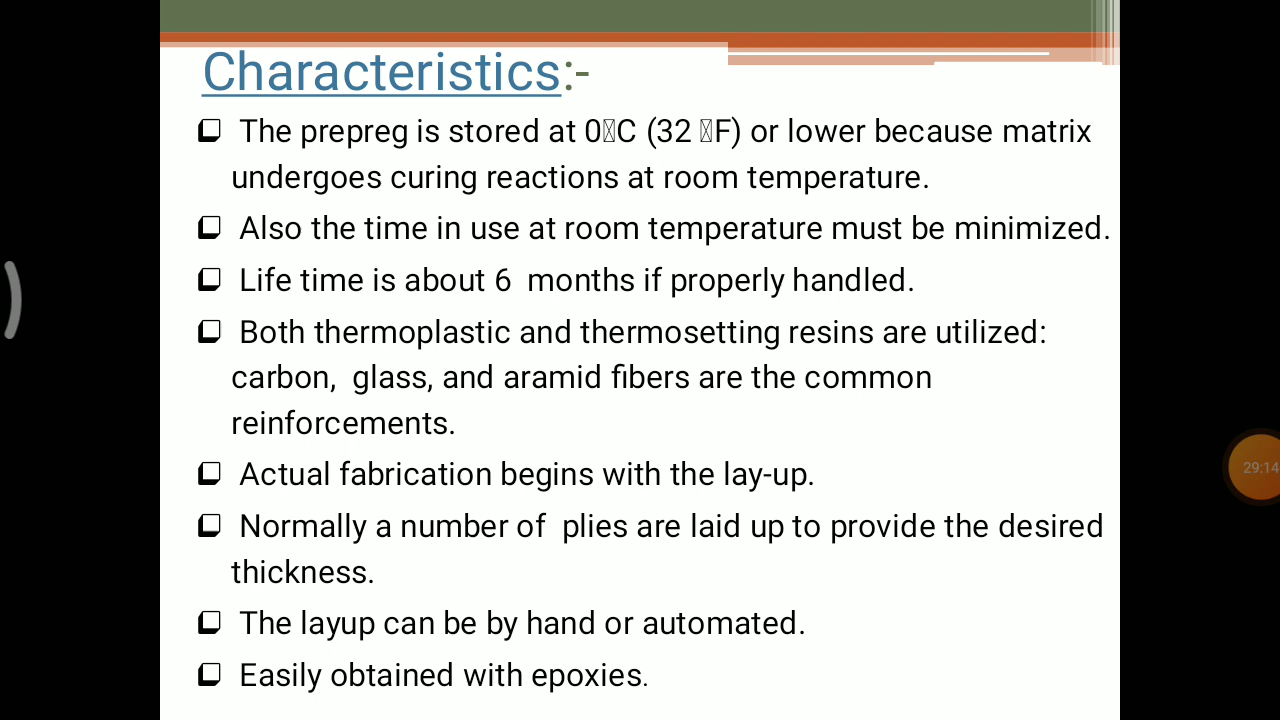 Characteristics:-
❑ The prepreg is stored at 0▯C (32 ▯F) or lower because matrix
undergoes curing reactions at room temperature.
❑ Also the time in use at room temperature must be minimized.
❑ Life time is about 6  months if properly handled.
❑ Both thermoplastic and thermosetting resins are utilized:
carbon,  glass, and aramid fibers are the common
reinforcements.
❑ Actual fabrication begins with the lay-up.
❑ Normally a number of  plies are laid up to provide the desired
thickness.
❑ The layup can be by hand or automated.
❑ Easily obtained with epoxies.
29:14